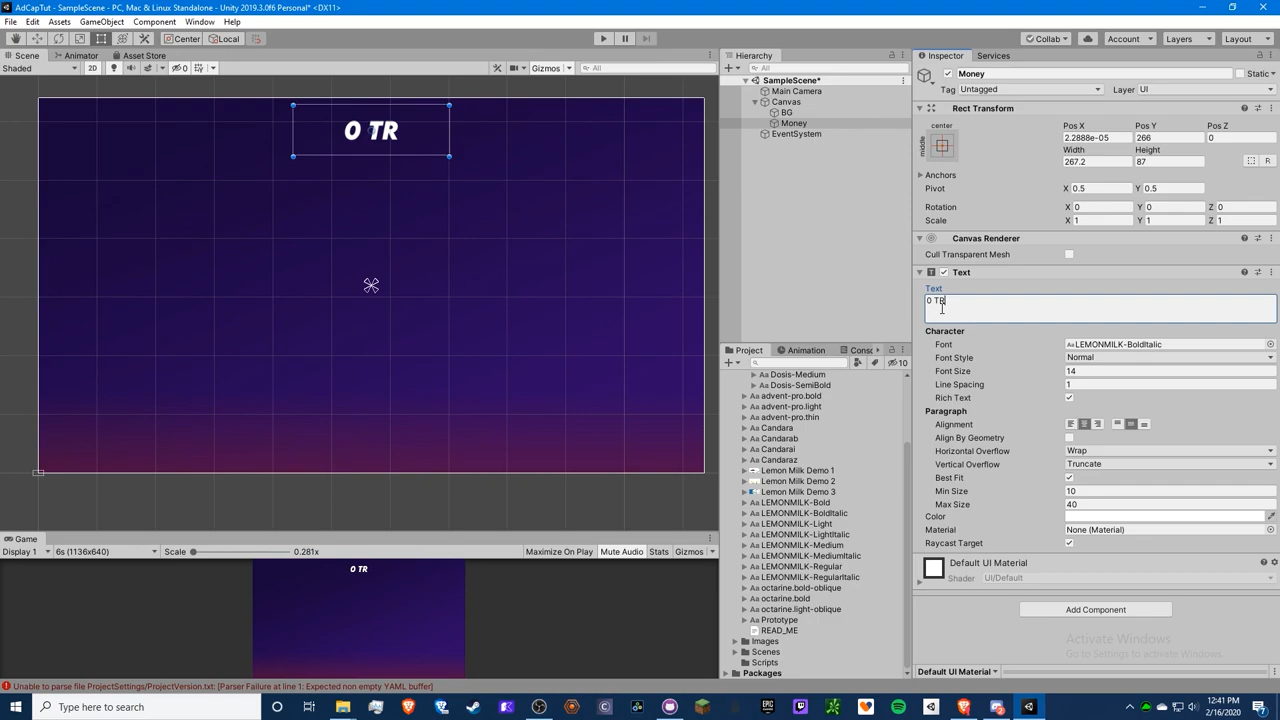 AdCapTut - SampleScene - PC, Mac & Linux Standalone - Unity 2019.3.0f6 Personal* <DX11>
File Edit Assets GameObject Component Window Help
Center Local Collab Account Layers Layout
Scene Animator Asset Store
Shaded 2D 0 Gizmos All
0 TR
Hierarchy
All
SampleScene*
Main Camera
Canvas
BG
Money
EventSystem
Project Animation Conso
10
Dosis-Medium
Dosis-SemiBold
advent-pro.bold
advent-pro.light
advent-pro.thin
Candara
Candarab
Candarai
Candaraz
Lemon Milk Demo 1
Lemon Milk Demo 2
Lemon Milk Demo 3
LEMONMILK-Bold
LEMONMILK-BoldItalic
LEMONMILK-Light
LEMONMILK-LightItalic
LEMONMILK-Medium
LEMONMILK-MediumItalic
LEMONMILK-Regular
LEMONMILK-RegularItalic
octarine.bold-oblique
octarine.bold
octarine.light-oblique
Prototype
READ_ME
Images
Scenes
Scripts
Packages
Inspector Services
Money Static
Tag Untagged Layer UI
Rect Transform
center
middle
Pos X Pos Y Pos Z
2.2888e-05 266 0
Width Height
267.2 87 R
Anchors
Pivot X 0.5 Y 0.5
Rotation X 0 Y 0 Z 0
Scale X 1 Y 1 Z 1
Canvas Renderer
Cull Transparent Mesh
Text
Text
0 TR
Character
Font LEMONMILK-BoldItalic
Font Style Normal
Font Size 14
Line Spacing 1
Rich Text
Paragraph
Alignment
Align By Geometry
Horizontal Overflow Wrap
Vertical Overflow Truncate
Best Fit
Min Size 10
Max Size 40
Color
Material None (Material)
Raycast Target
Default UI Material
Shader UI/Default
Add Component
Activate Windows
Go to Settings to activate Windows.
Default UI Material
Game
Display 1 6s (1136x640) Scale 0.281x Maximize On Play Mute Audio Stats Gizmos
0 TR
Unable to parse file ProjectSettings/ProjectVersion.txt: [Parser Failure at line 1: Expected non empty YAML buffer]
Type here to search
12:41 PM
2/16/2020